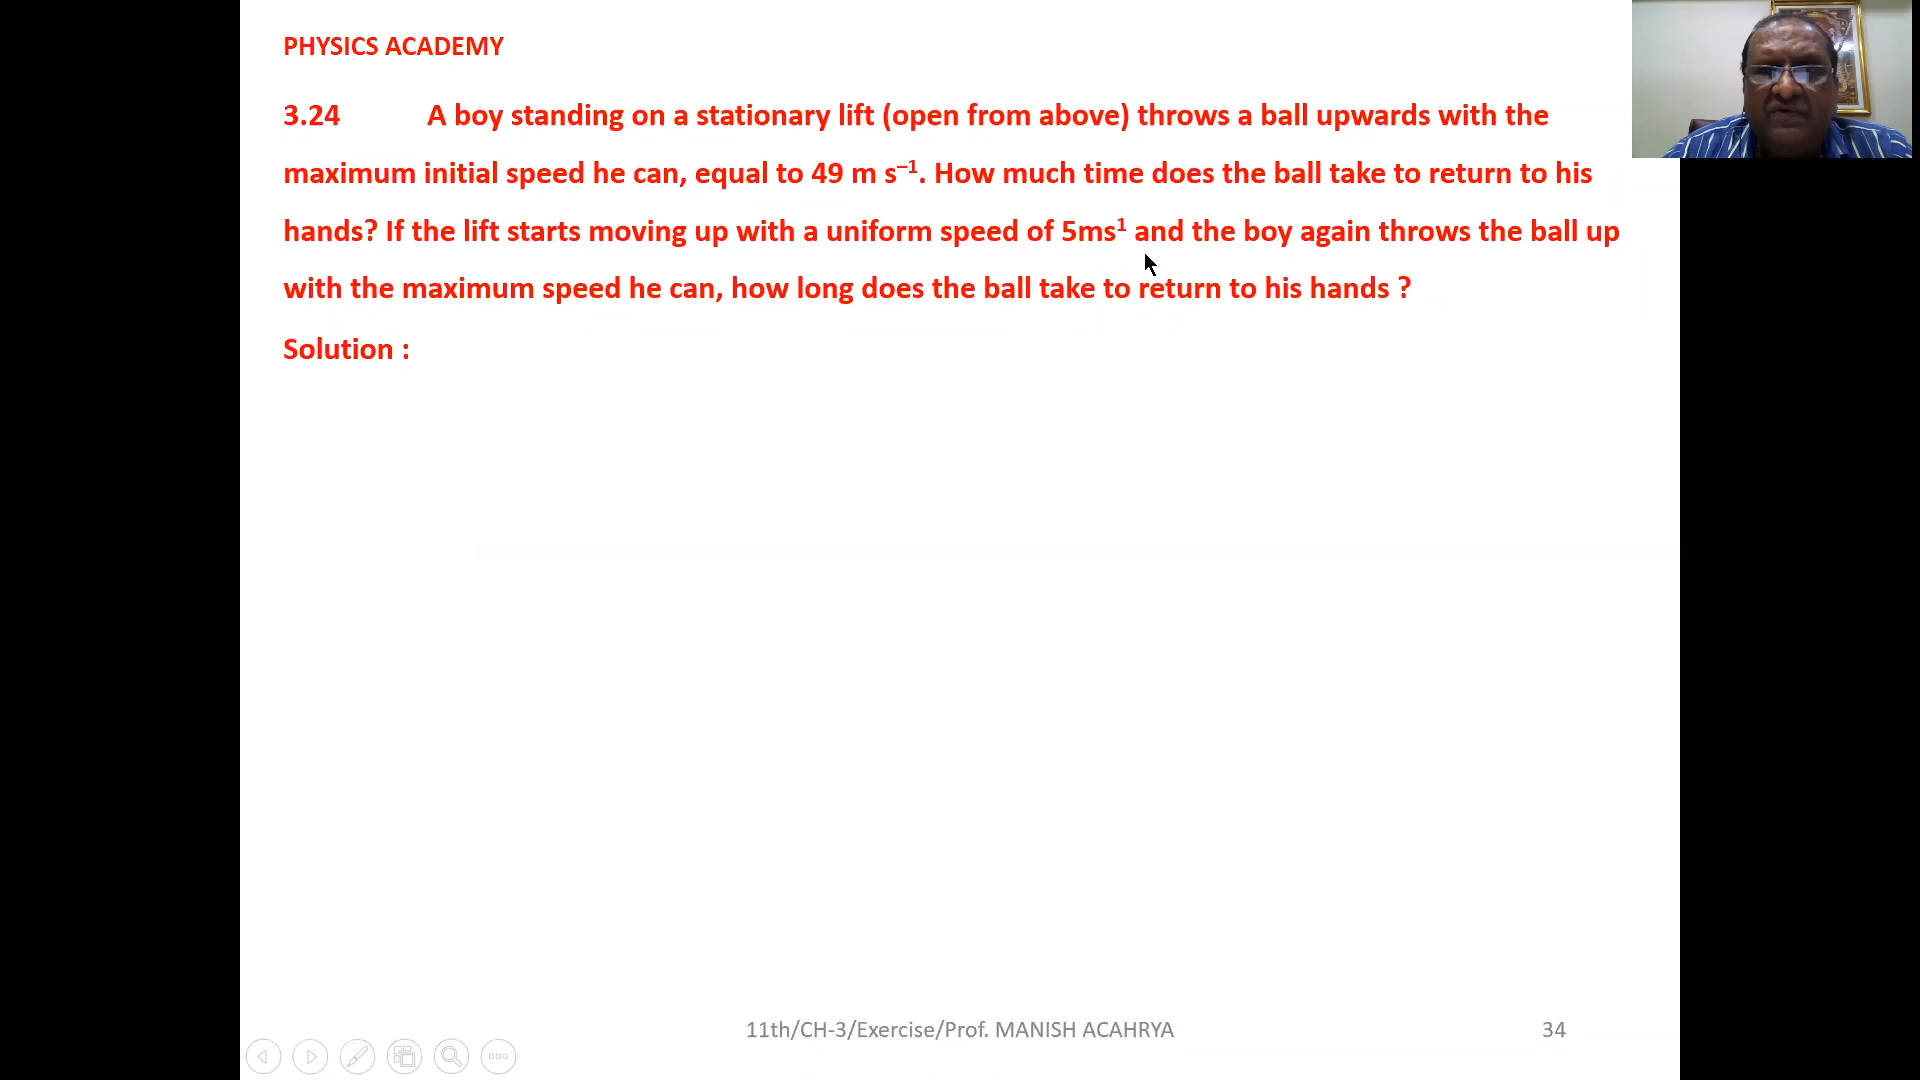 PHYSICS ACADEMY
3.24 A boy standing on a stationary lift (open from above) throws a ball upwards with the
maximum initial speed he can, equal to 49 m s⁻¹. How much time does the ball take to return to his
hands? If the lift starts moving up with a uniform speed of 5ms¹ and the boy again throws the ball up
with the maximum speed he can, how long does the ball take to return to his hands ?
Solution :
11th/CH-3/Exercise/Prof. MANISH ACAHRYA
34